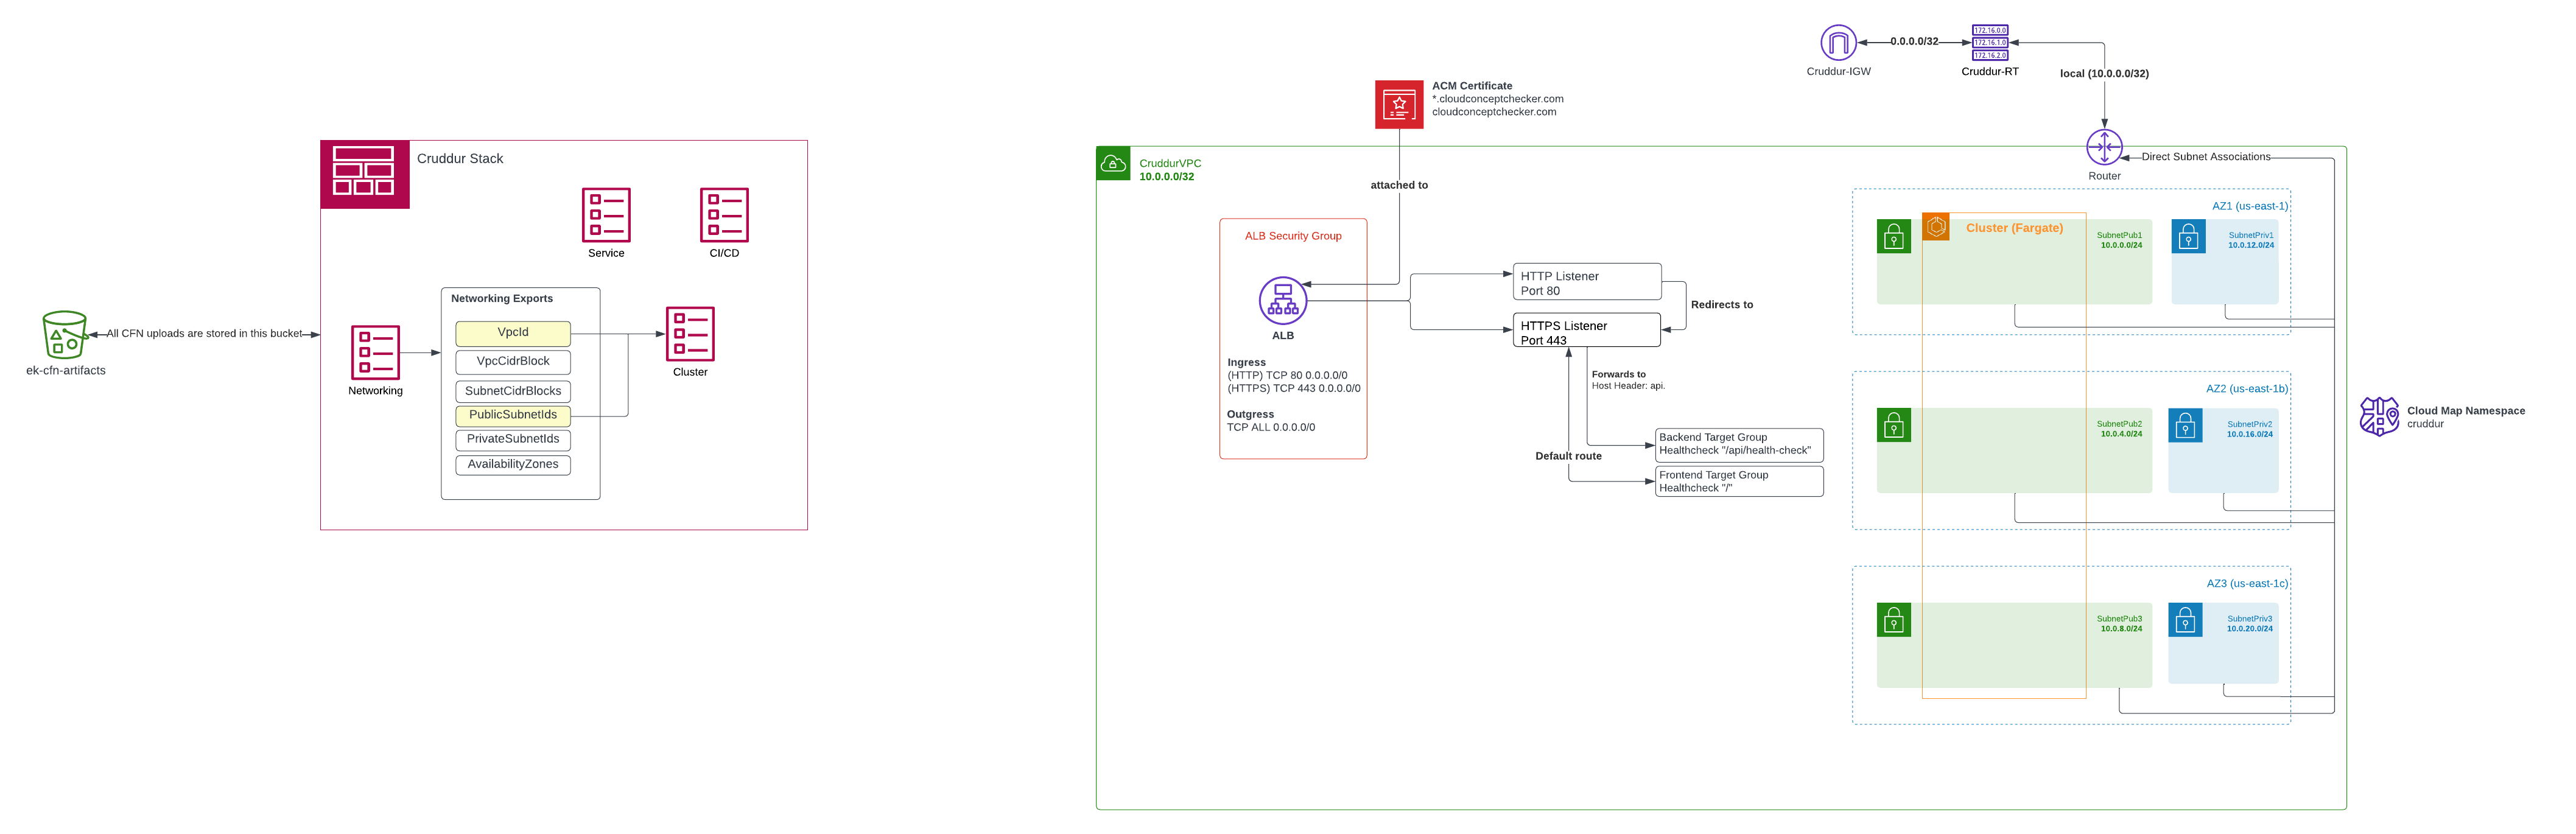 Cruddur Stack
Service
CI/CD
Networking Exports
VpcId
VpcCidrBlock
SubnetCidrBlocks
PublicSubnetIds
PrivateSubnetIds
AvailabilityZones
Networking
Cluster
All CFN uploads are stored in this bucket
ek-cfn-artifacts
ACM Certificate
*.cloudconceptchecker.com
cloudconceptchecker.com
attached to
CruddurVPC
10.0.0.0/32
ALB Security Group
ALB
Ingress
(HTTP) TCP 80 0.0.0.0/0
(HTTPS) TCP 443 0.0.0.0/0
Outgress
TCP ALL 0.0.0.0/0
HTTP Listener
Port 80
Redirects to
HTTPS Listener
Port 443
Forwards to
Host Header: api.
Default route
Backend Target Group
Healthcheck "/api/health-check"
Frontend Target Group
Healthcheck "/"
Cruddur-IGW
0.0.0.0/32
172.16.0.0
172.16.1.0
172.16.2.0
Cruddur-RT
local (10.0.0.0/32)
Router
Direct Subnet Associations
AZ1 (us-east-1)
Cluster (Fargate)
SubnetPub1
10.0.0.0/24
SubnetPriv1
10.0.12.0/24
AZ2 (us-east-1b)
SubnetPub2
10.0.4.0/24
SubnetPriv2
10.0.16.0/24
AZ3 (us-east-1c)
SubnetPub3
10.0.8.0/24
SubnetPriv3
10.0.20.0/24
Cloud Map Namespace
cruddur